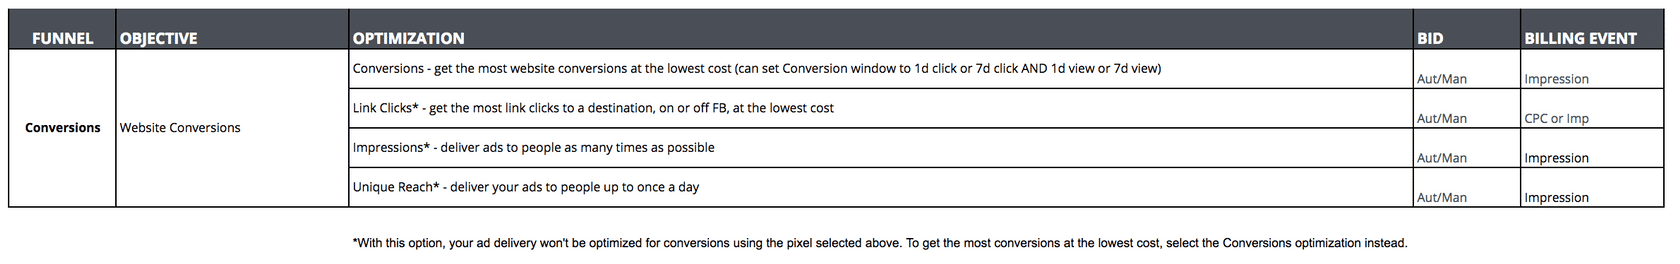 FUNNEL OBJECTIVE OPTIMIZATION BID BILLING EVENT
Conversions - get the most website conversions at the lowest cost (can set Conversion window to 1d click or 7d click AND 1d view or 7d view) Aut/Man Impression
Link Clicks* - get the most link clicks to a destination, on or off FB, at the lowest cost Aut/Man CPC or Imp
Conversions Website Conversions
Impressions* - deliver ads to people as many times as possible Aut/Man Impression
Unique Reach* - deliver your ads to people up to once a day Aut/Man Impression
*With this option, your ad delivery won't be optimized for conversions using the pixel selected above. To get the most conversions at the lowest cost, select the Conversions optimization instead.